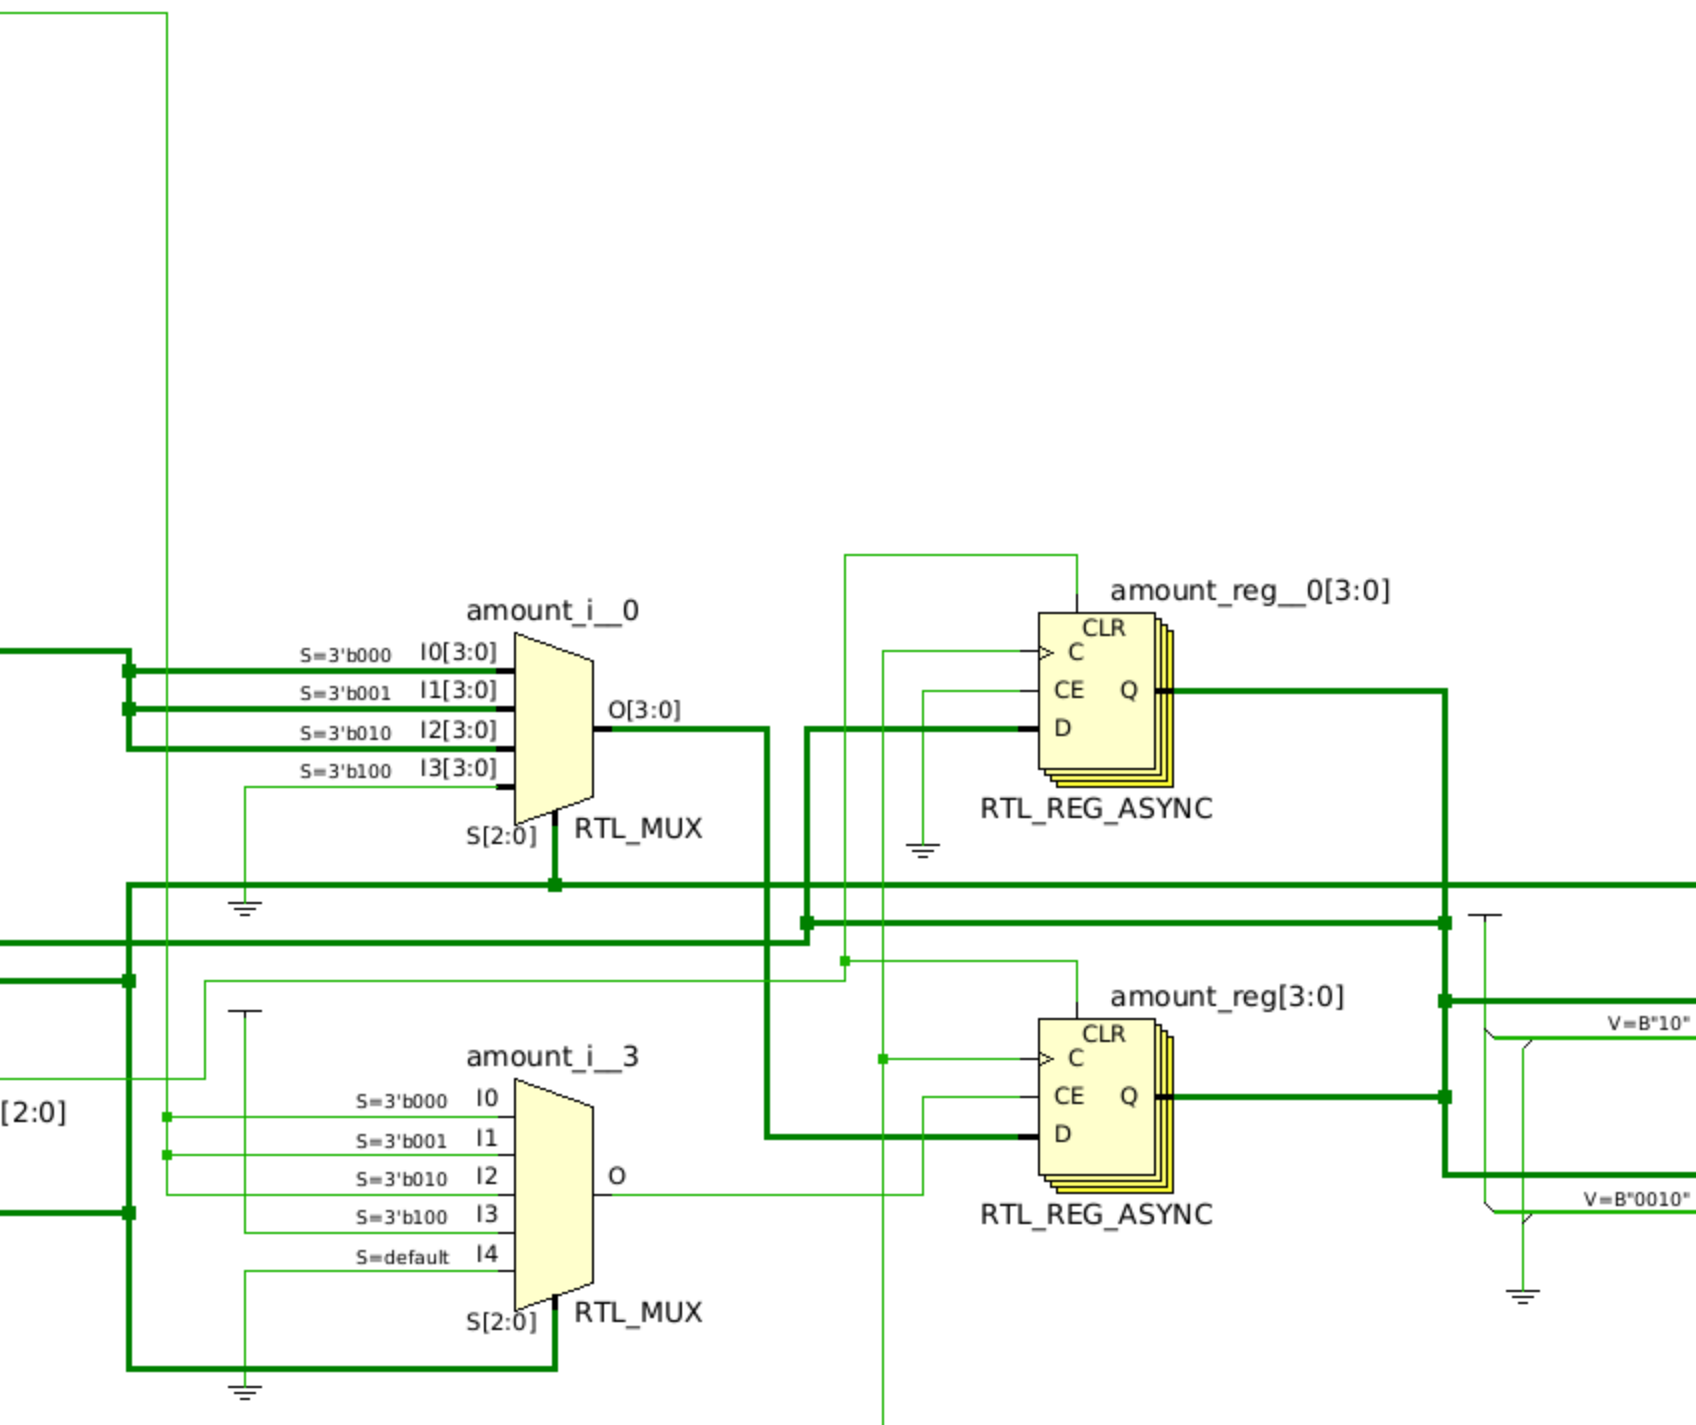 amount_reg__0[3:0]
amount_i__0
CLR
S=3'b000 I0[3:0]
C
S=3'b001 I1[3:0]
CE Q
O[3:0]
S=3'b010 I2[3:0]
D
S=3'b100 I3[3:0]
RTL_REG_ASYNC
S[2:0] RTL_MUX
amount_reg[3:0]
V=B"10"
CLR
amount_i__3
C
S=3'b000 I0
CE Q
[2:0]
S=3'b001 I1
D
S=3'b010 I2
O
V=B"0010"
S=3'b100 I3
RTL_REG_ASYNC
S=default I4
S[2:0] RTL_MUX